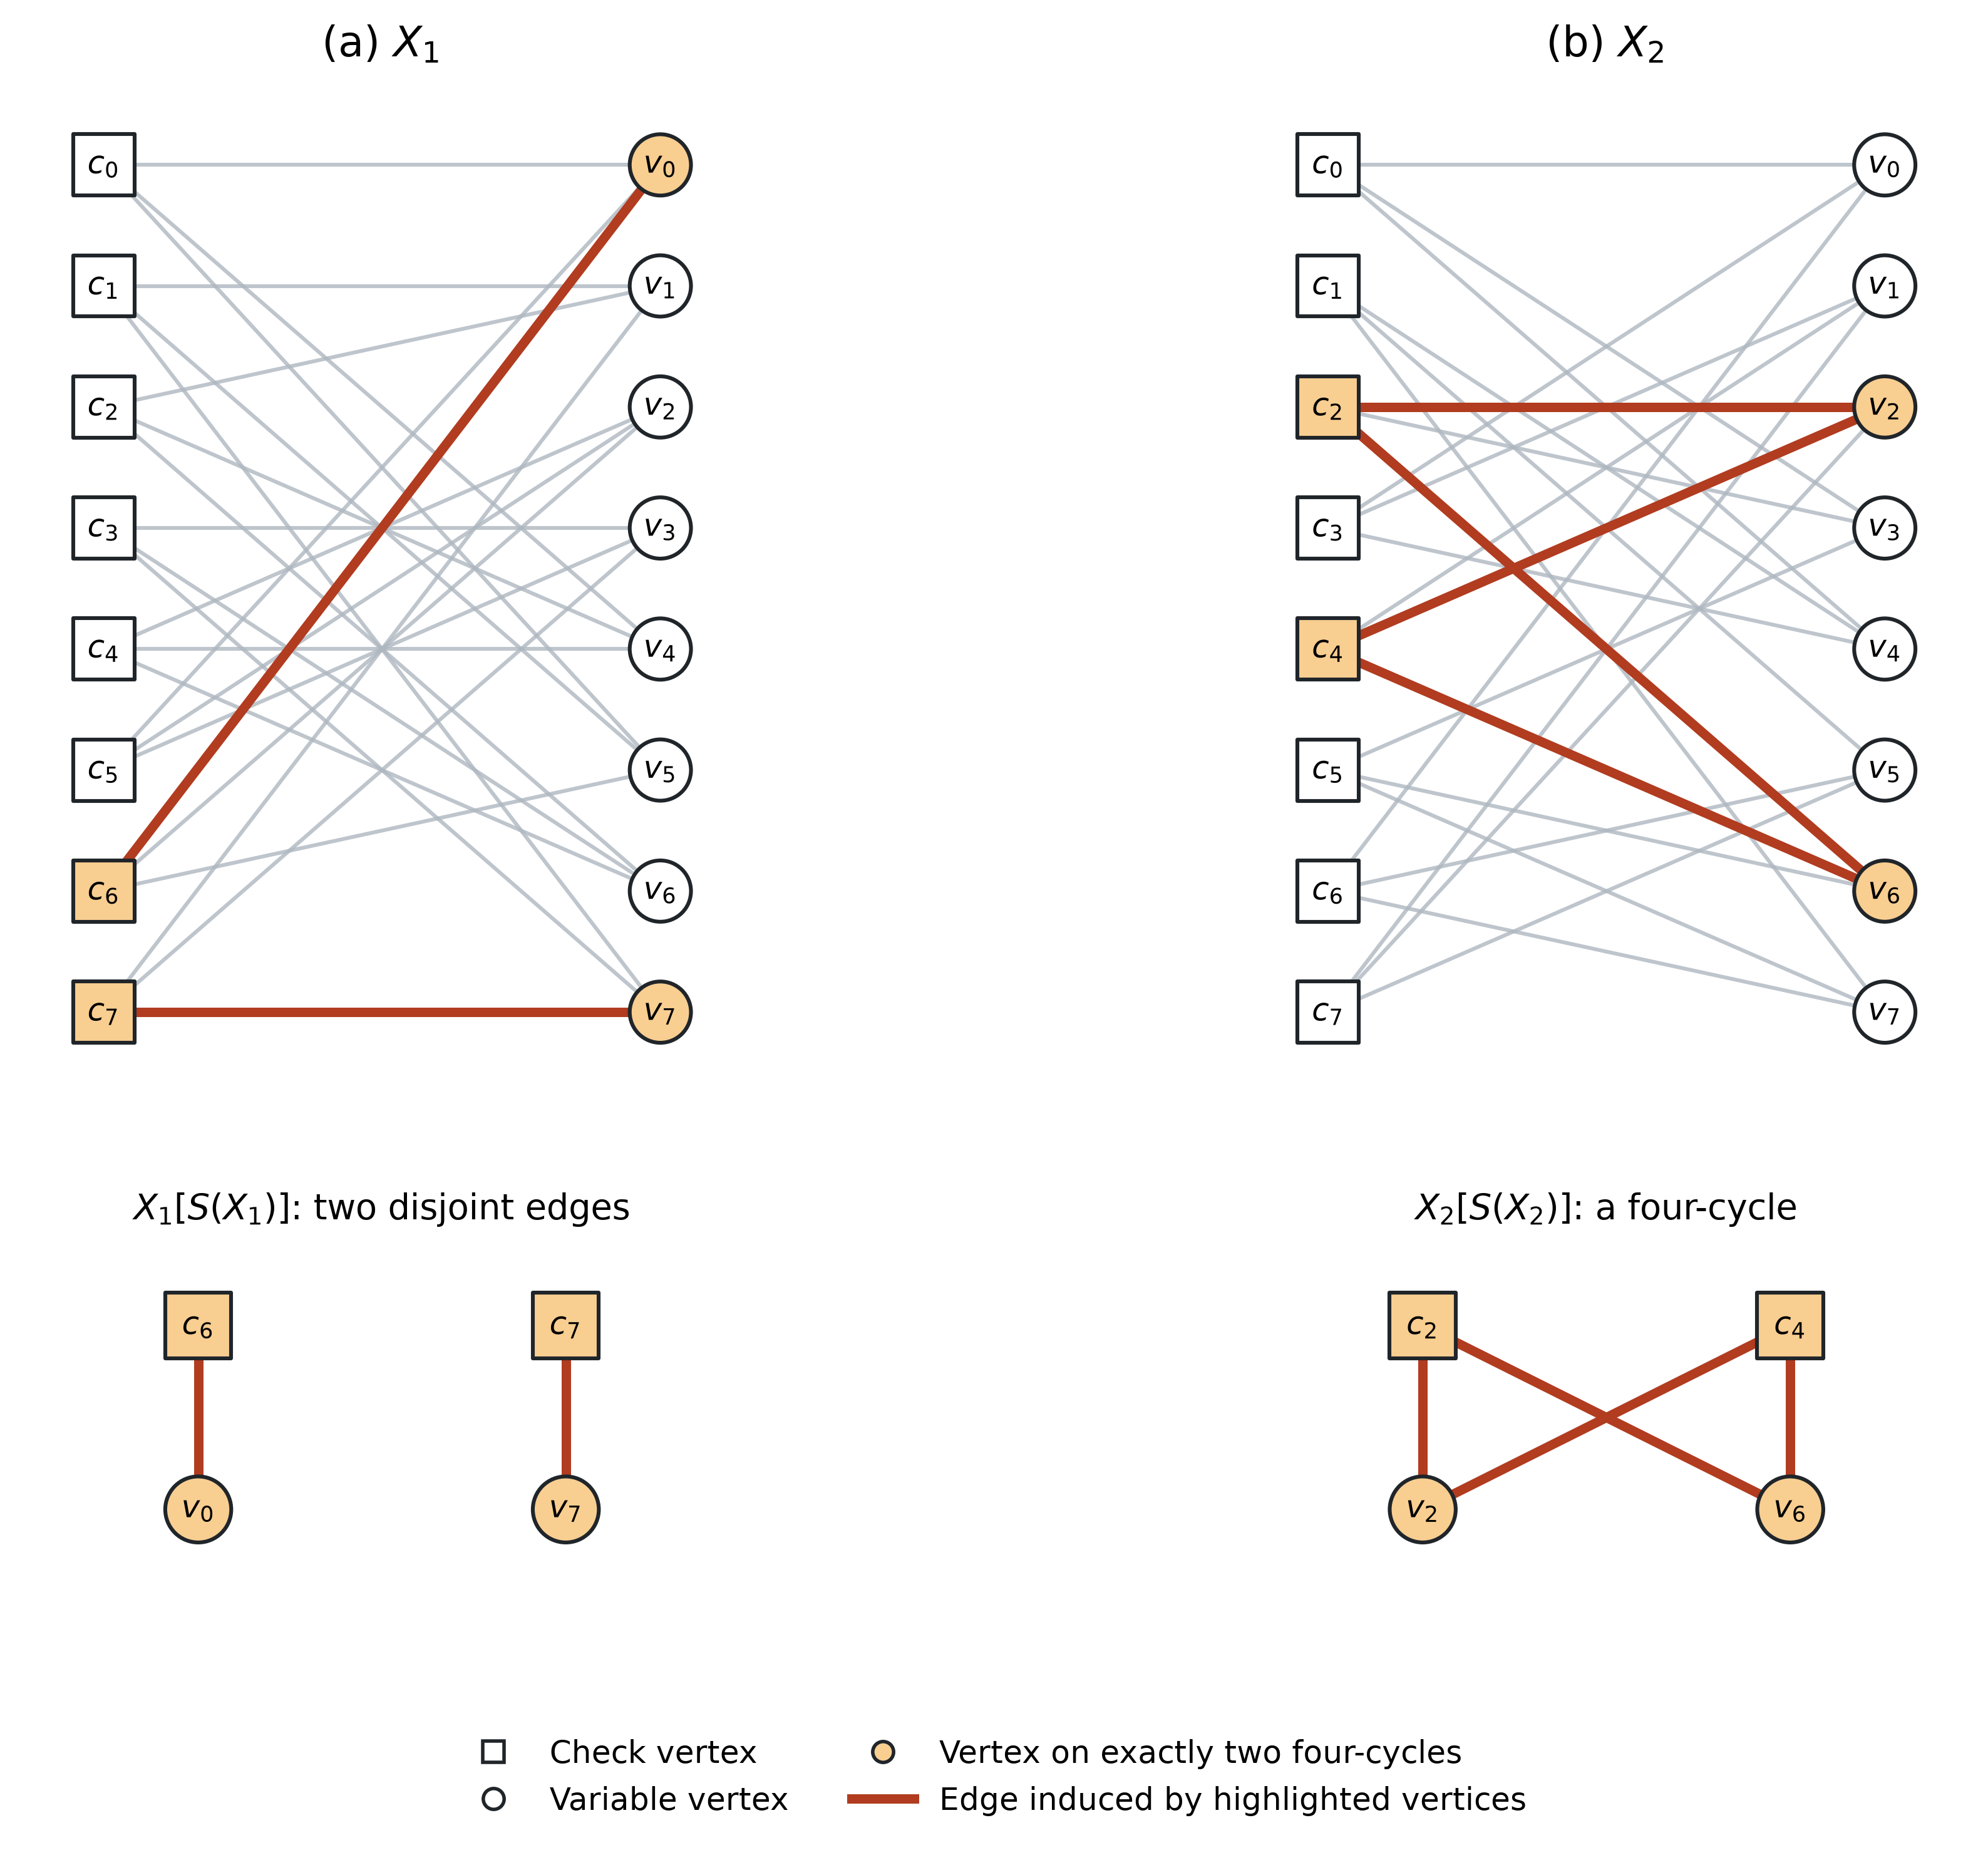 (a) X₁
(b) X₂
c₀ v₀ c₀ v₀
c₁ v₁ c₁ v₁
c₂ v₂ c₂ v₂
c₃ v₃ c₃ v₃
c₄ v₄ c₄ v₄
c₅ v₅ c₅ v₅
c₆ v₆ c₆ v₆
c₇ v₇ c₇ v₇
X₁[S(X₁)]: two disjoint edges
X₂[S(X₂)]: a four-cycle
c₆ c₇ c₂ c₄
v₀ v₇ v₂ v₆
Check vertex
Variable vertex
Vertex on exactly two four-cycles
Edge induced by highlighted vertices